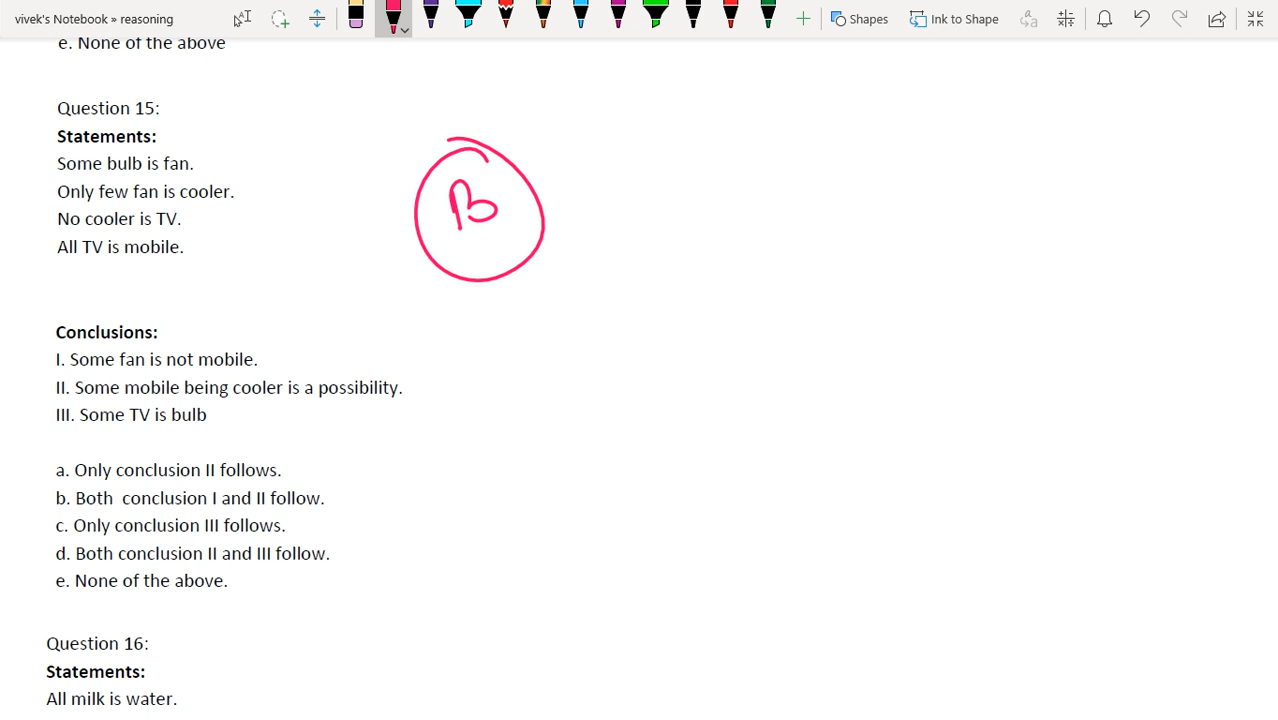 vivek's Notebook » reasoning
Shapes
Ink to Shape
e. None of the above
Question 15:
Statements:
Some bulb is fan.
Only few fan is cooler.
No cooler is TV.
All TV is mobile.
B
Conclusions:
I. Some fan is not mobile.
II. Some mobile being cooler is a possibility.
III. Some TV is bulb
a. Only conclusion II follows.
b. Both  conclusion I and II follow.
c. Only conclusion III follows.
d. Both conclusion II and III follow.
e. None of the above.
Question 16:
Statements:
All milk is water.